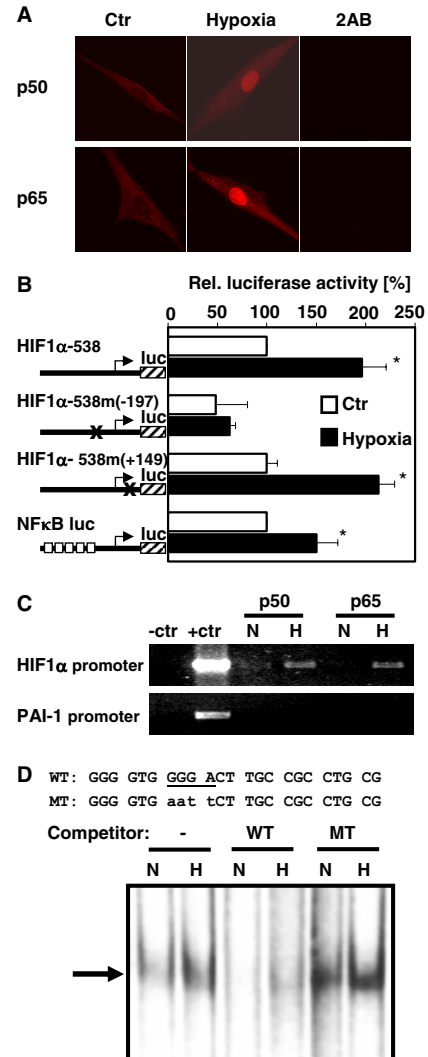 A
Ctr Hypoxia 2AB
p50
p65
B
Rel. luciferase activity [%]
0 50 100 150 200 250
HIF1α-538
luc
*
HIF1α-538m(-197)
luc
Ctr
Hypoxia
X
HIF1α- 538m(+149)
luc
*
X
NFκB luc
luc
*
C
p50 p65
-ctr +ctr N H N H
HIF1α promoter
PAI-1 promoter
D
WT: GGG GTG GGG ACT TGC CGC CTG CG
MT: GGG GTG aat tCT TGC CGC CTG CG
Competitor: - WT MT
N H N H N H